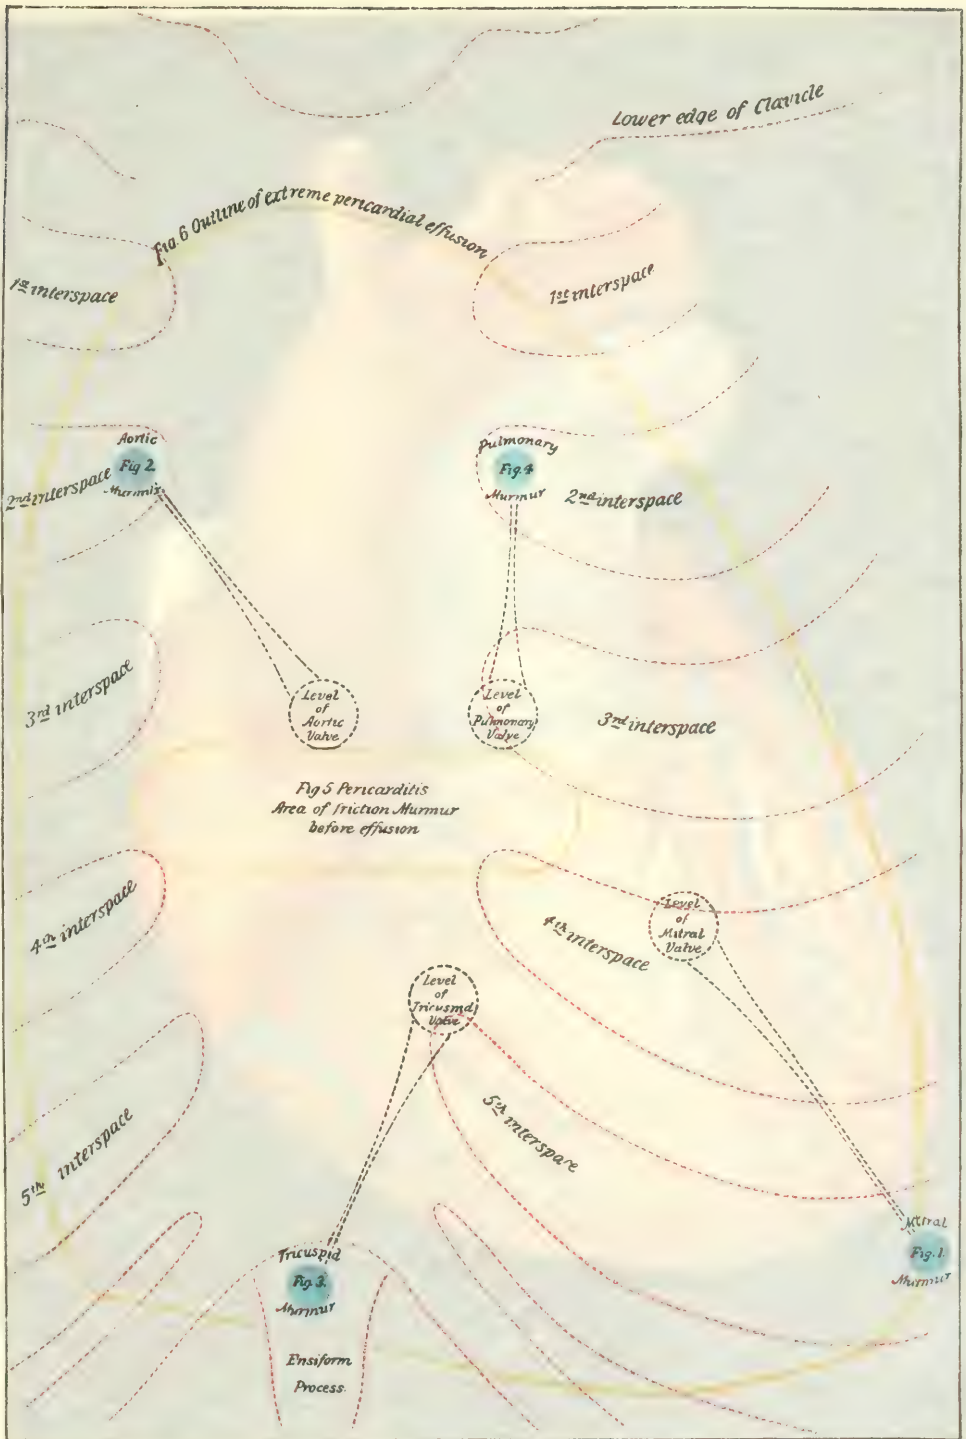 Lower edge of Clavicle
Fig. 6 Outline of extreme pericardial effusion
1st interspace
1st interspace
Aortic
Fig 2.
Murmur
2nd interspace
Pulmonary
Fig. 4
Murmur
2nd interspace
3rd interspace
Level
of
Aortic
Valve
Level
of
Pulmonary
Valve
3rd interspace
Fig 5 Pericarditis
Area of friction Murmur
before effusion
4th interspace
4th interspace
Level
of
Mitral
Valve
Level
of
Tricuspid
Valve
5th interspace
5th interspace
Mitral
Fig. 1.
Murmur
Tricuspid
Fig. 3.
Murmur
Ensiform
Process.